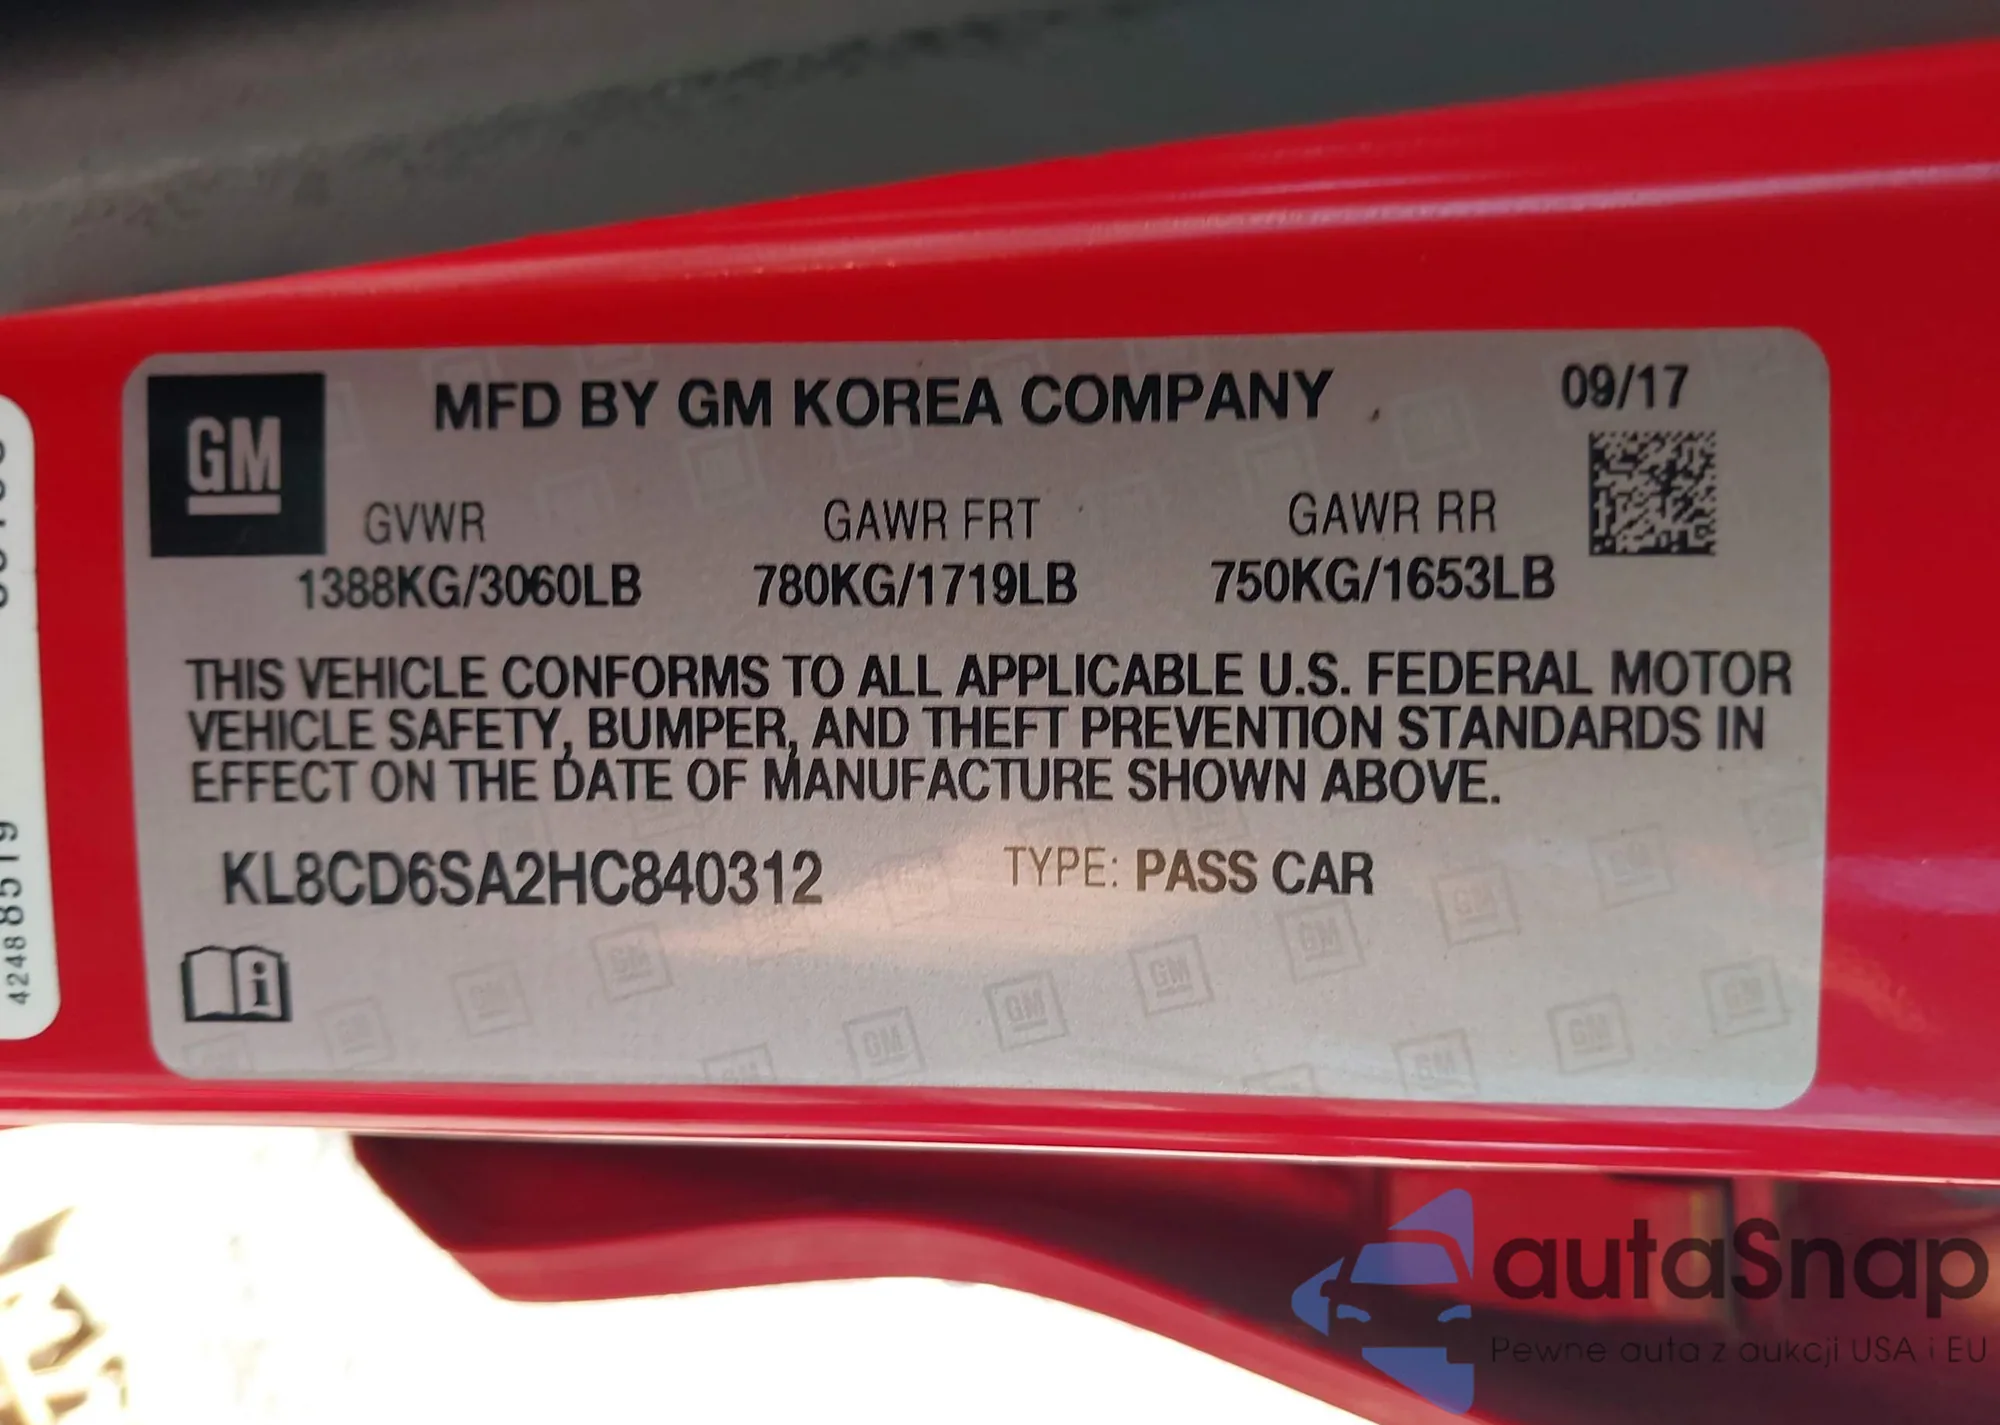 MFD BY GM KOREA COMPANY
09/17
GM
GVWR
GAWR FRT
GAWR RR
1388KG/3060LB
780KG/1719LB
750KG/1653LB
THIS VEHICLE CONFORMS TO ALL APPLICABLE U.S. FEDERAL MOTOR
VEHICLE SAFETY, BUMPER, AND THEFT PREVENTION STANDARDS IN
EFFECT ON THE DATE OF MANUFACTURE SHOWN ABOVE.
KL8CD6SA2HC840312
TYPE: PASS CAR
42488519
autaSnap
Pewne auta z aukcji USA i EU